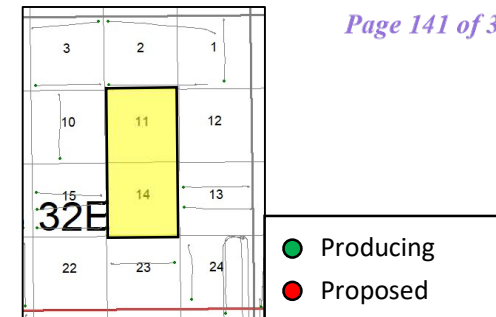 Page 141 of 3
3 2 1
10 11 12
15 14 13
32E
22 23 24
Producing
Proposed